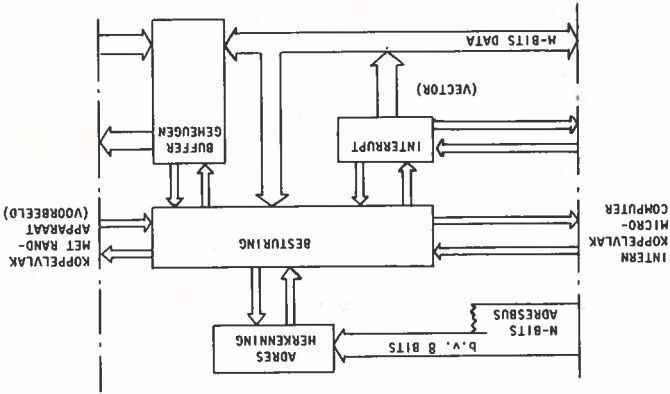 b.v. 8 BITS
N-BITS
ADRESBUS
ADRES
HERKENNING
INTERN
KOPPELVLAK
MICRO-
COMPUTER
BESTURING
KOPPELVLAK
MET RAND-
APPARAAT
(VOORBEELD)
INTERRUPT
BUFFER
GEHEUGEN
(VECTOR)
M-BITS DATA